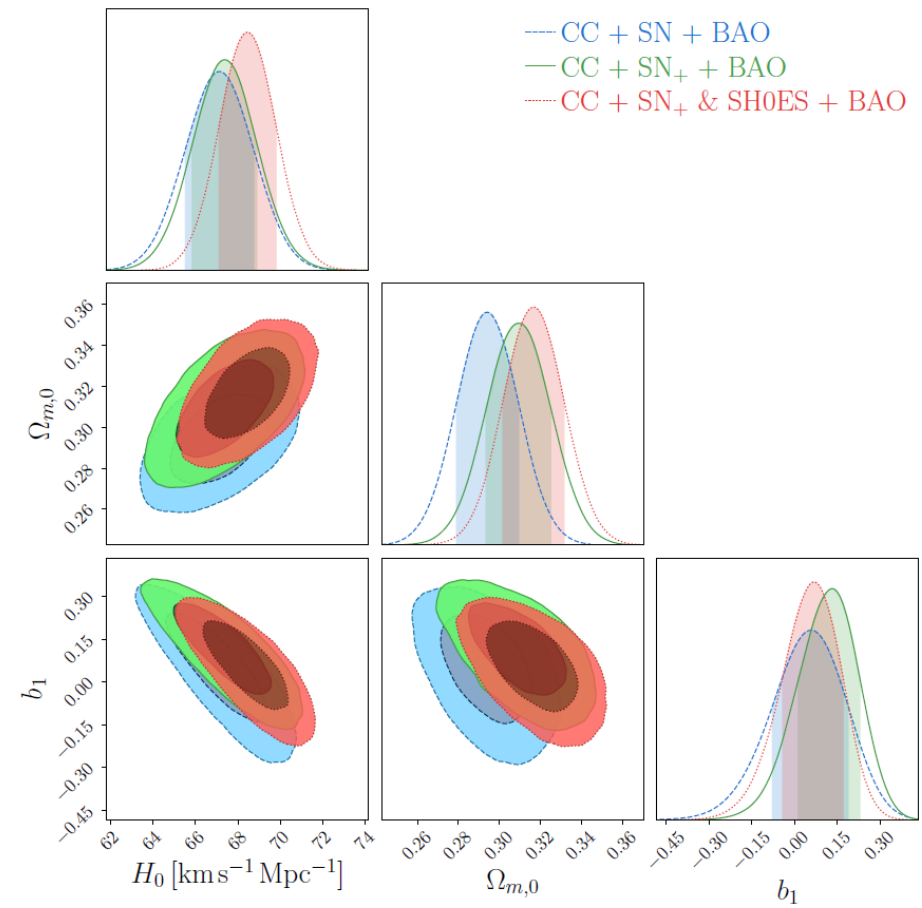 CC + SN + BAO
CC + SN₊ + BAO
CC + SN₊ & SH0ES + BAO
0.36
0.34
0.32
0.30
0.28
0.26
Ω_{m,0}
0.30
0.15
0.00
−0.15
−0.30
−0.45
b₁
62 64 66 68 70 72 74
H₀ [km s⁻¹ Mpc⁻¹]
0.26 0.28 0.30 0.32 0.34 0.36
Ω_{m,0}
−0.45 −0.30 −0.15 0.00 0.15 0.30
b₁